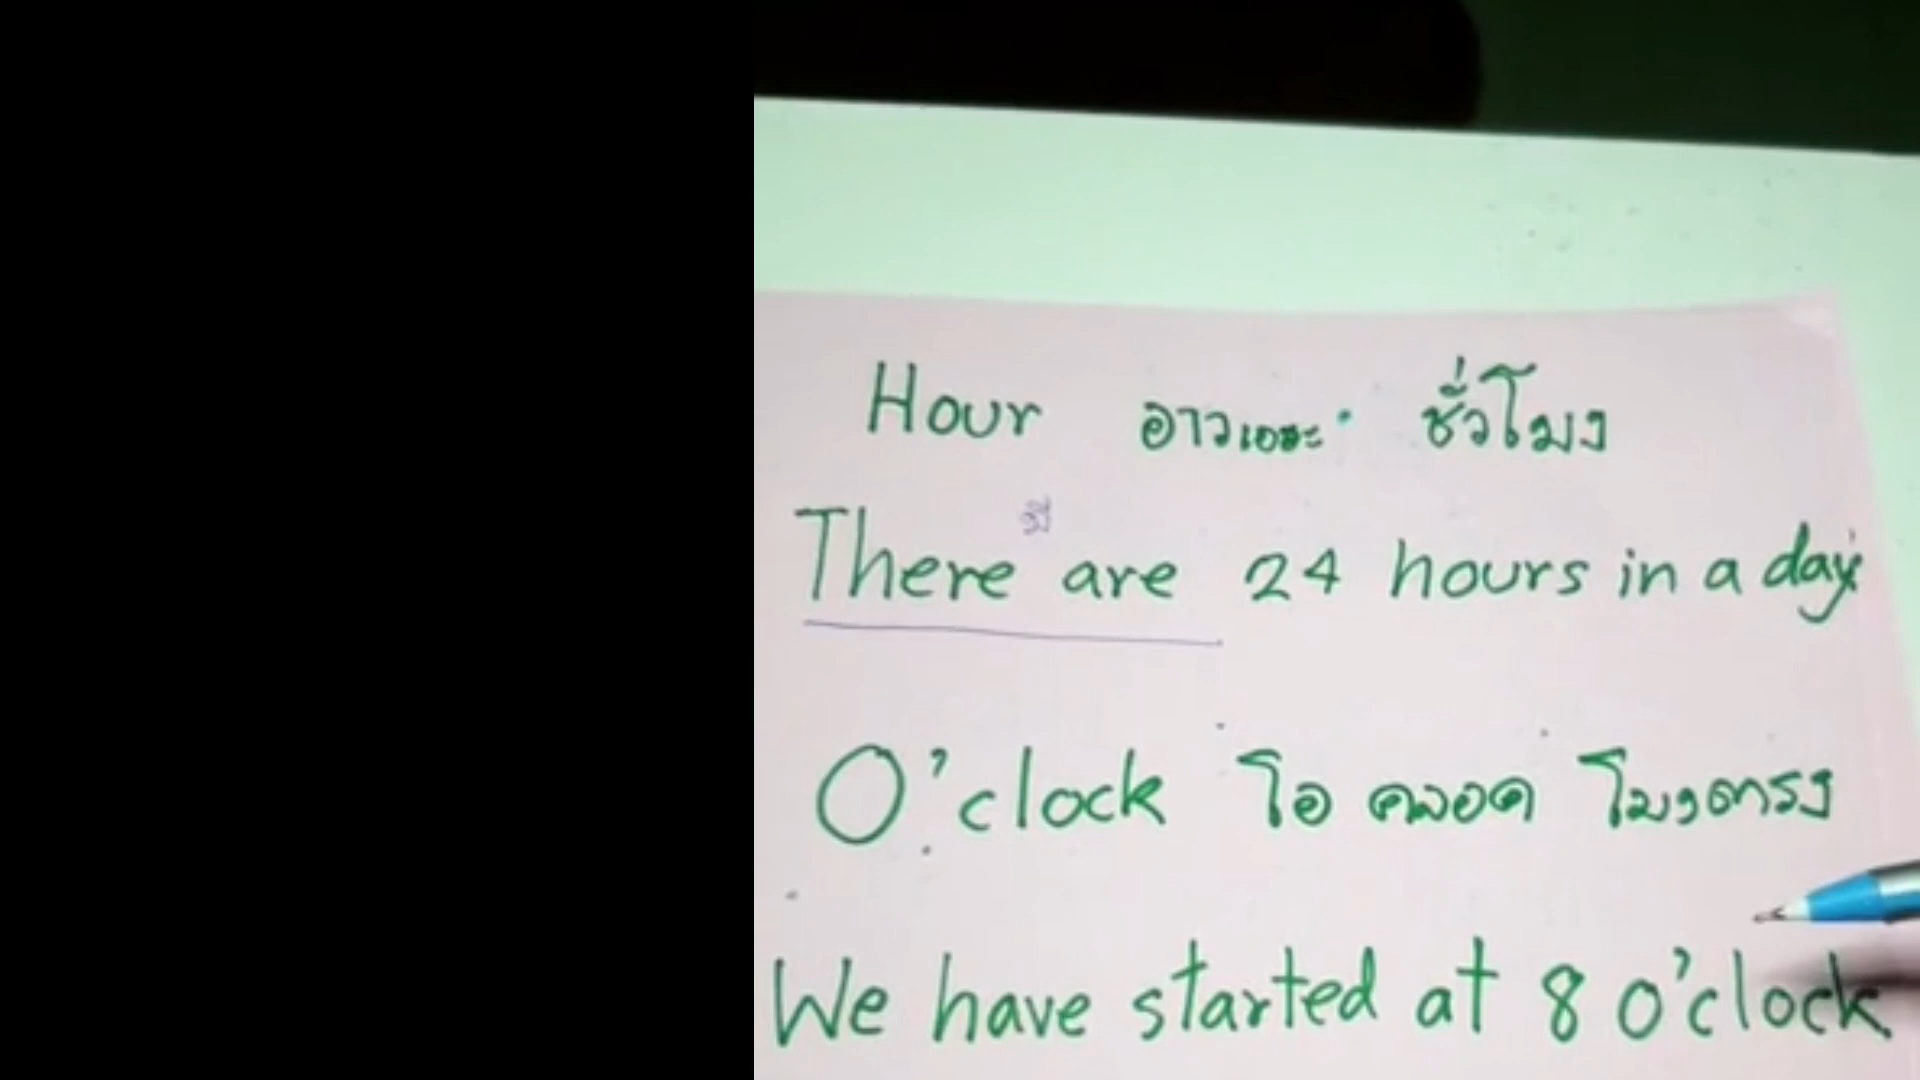 Hour อาวเออะ ชั่วโมง
มี
There are 24 hours in a day.
O'clock โอ คลอค โมงตรง
We have started at 8 o'clock.